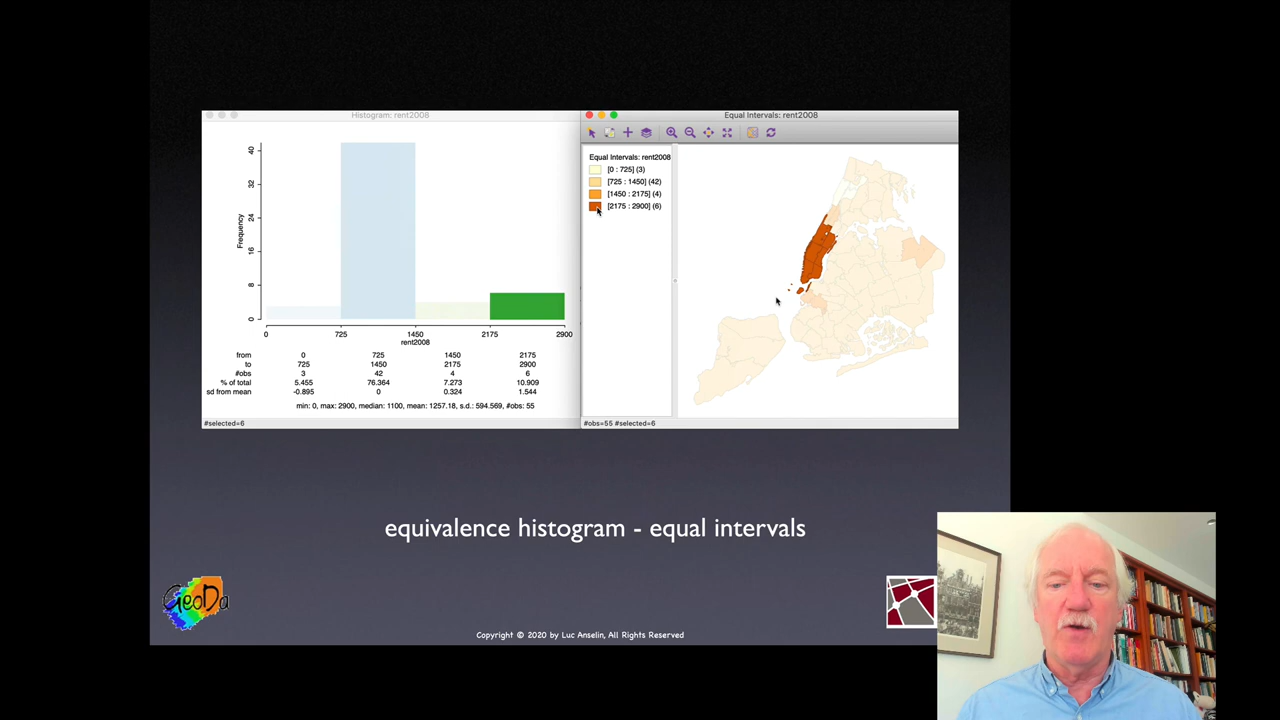 Histogram: rent2008
40
32
24
16
8
0
Frequency
0 725 1450 2175 2900
rent2008
from 0 725 1450 2175
to 725 1450 2175 2900
#obs 3 42 4 6
% of total 5.455 76.364 7.273 10.909
sd from mean -0.895 0 0.324 1.544
min: 0, max: 2900, median: 1100, mean: 1257.18, s.d.: 594.569, #obs: 55
#selected=6
Equal Intervals: rent2008
Equal Intervals: rent2008
[0 : 725] (3)
[725 : 1450] (42)
[1450 : 2175] (4)
[2175 : 2900] (6)
#obs=55 #selected=6
equivalence histogram - equal intervals
GeoDa
Copyright © 2020 by Luc Anselin, All Rights Reserved